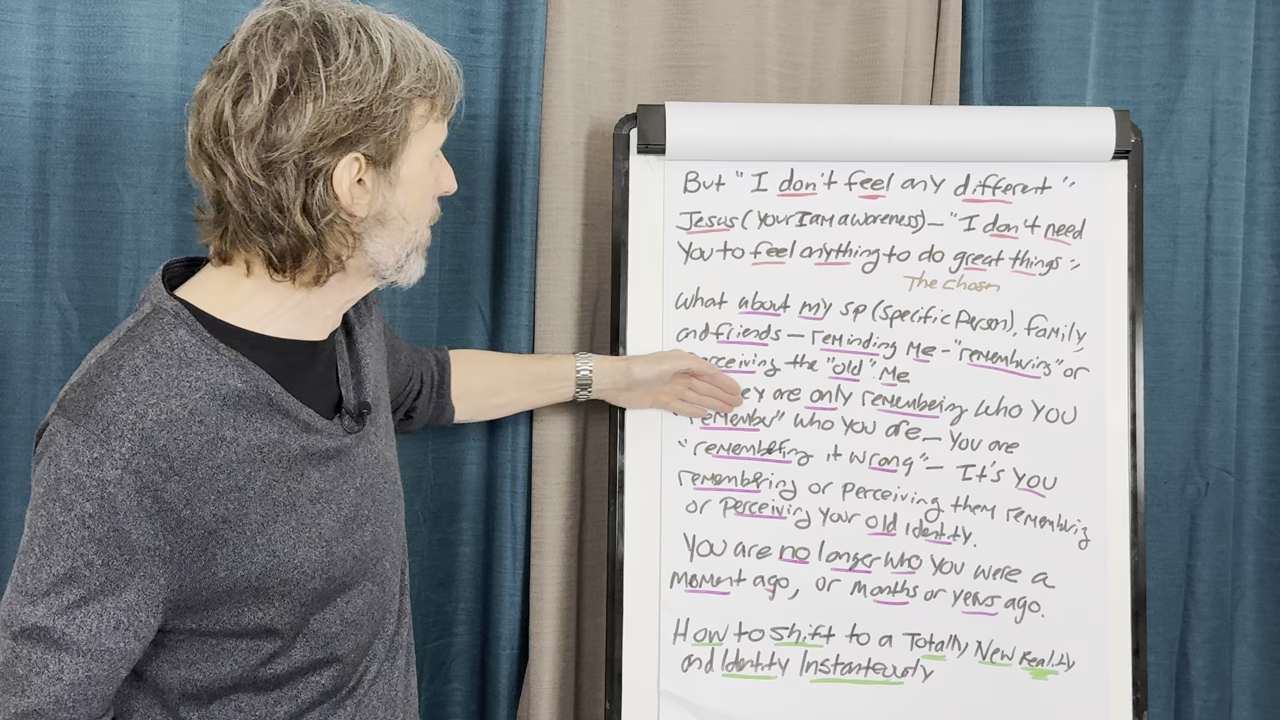 But "I don't feel any different".
Jesus (Your I am awareness) – "I don't need
You to feel anything to do great things".
The Chosn
What about my sp (specific Person), family,
and friends – reminding Me – "remembering" or
perceiving the "old" Me
ey are only remembering who You
"remember" who you are – You are
"remembering it wrong" – It's You
remembering or perceiving them remembering
or perceiving your old identity.
You are no longer who you were a
Moment ago, or Months or years ago.
How to Shift to a Totally New Reality
and Identity Instantenously